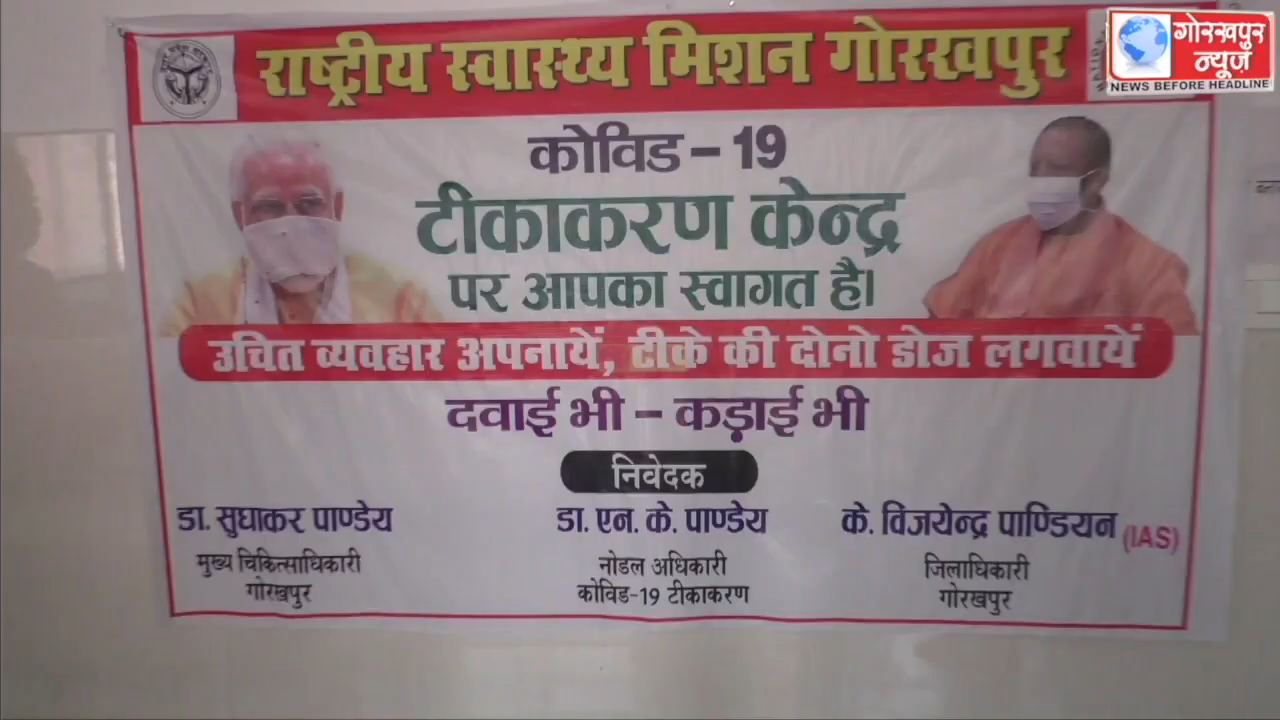 राष्ट्रीय स्वास्थ्य मिशन गोरखपुर
गोरखपुर
न्यूज़
NEWS BEFORE HEADLINE
कोविड – 19
टीकाकरण केन्द्र
पर आपका स्वागत है।
उचित व्यवहार अपनायें, टीके की दोनो डोज लगवायें
दवाई भी – कड़ाई भी
निवेदक
डा. सुधाकर पाण्डेय
मुख्य चिकित्साधिकारी
गोरखपुर
डा. एन. के. पाण्डेय
नोडल अधिकारी
कोविड-19 टीकाकरण
के. विजयेन्द्र पाण्डियन (IAS)
जिलाधिकारी
गोरखपुर